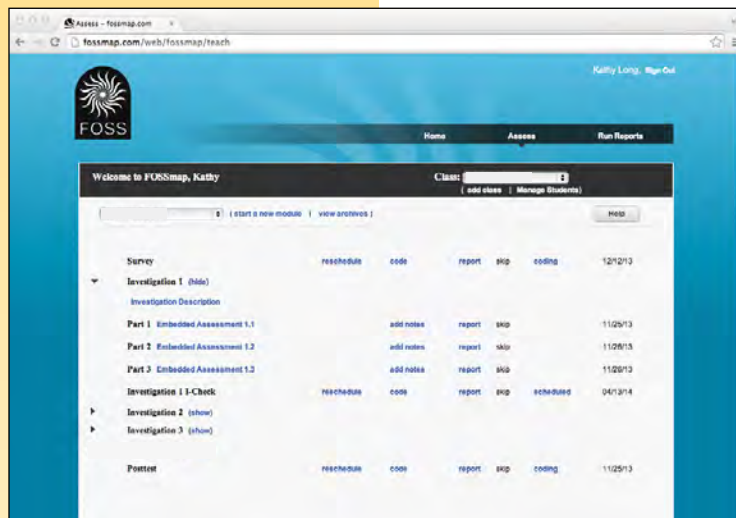 Assess – fossmap.com
fossmap.com/web/fossmap/teach
Kathy Long, Sign Out
FOSS
Home Assess Run Reports
Welcome to FOSSmap, Kathy Class:
( add class | Manage Students)
( start a new module | view archives ) Help
Survey reschedule code report skip coding 12/12/13
Investigation 1 (hide)
Investigation Description
Part 1 Embedded Assessment 1.1 add notes report skip 11/25/13
Part 2 Embedded Assessment 1.2 add notes report skip 11/26/13
Part 3 Embedded Assessment 1.3 add notes report skip 11/26/13
Investigation 1 I-Check reschedule code report skip scheduled 04/13/14
Investigation 2 (show)
Investigation 3 (show)
Posttest reschedule code report skip coding 11/25/13